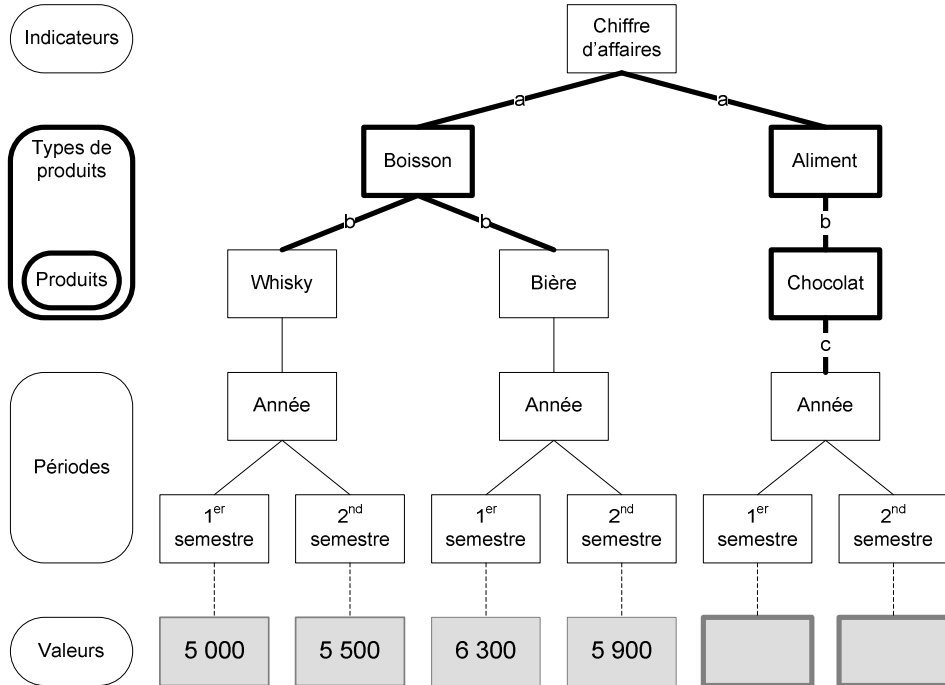 Indicateurs
Chiffre
d'affaires
a
a
Types de
produits
Boisson
Aliment
b
b
b
Produits
Whisky
Bière
Chocolat
c
Périodes
Année
Année
Année
1er
semestre
2nd
semestre
1er
semestre
2nd
semestre
1er
semestre
2nd
semestre
Valeurs
5 000
5 500
6 300
5 900